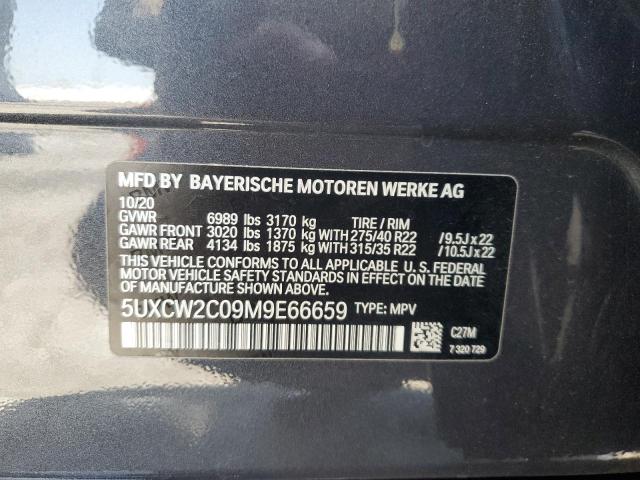 MFD BY BAYERISCHE MOTOREN WERKE AG
10/20
GVWR 6989 lbs 3170 kg TIRE / RIM
GAWR FRONT 3020 lbs 1370 kg WITH 275/40 R22 /9.5J x 22
GAWR REAR 4134 lbs 1875 kg WITH 315/35 R22 /10.5J x 22
THIS VEHICLE CONFORMS TO ALL APPLICABLE U. S. FEDERAL
MOTOR VEHICLE SAFETY STANDARDS IN EFFECT ON THE DATE
OF MANUFACTURE SHOWN ABOVE.
5UXCW2C09M9E66659 TYPE: MPV
C27M
7 320 729